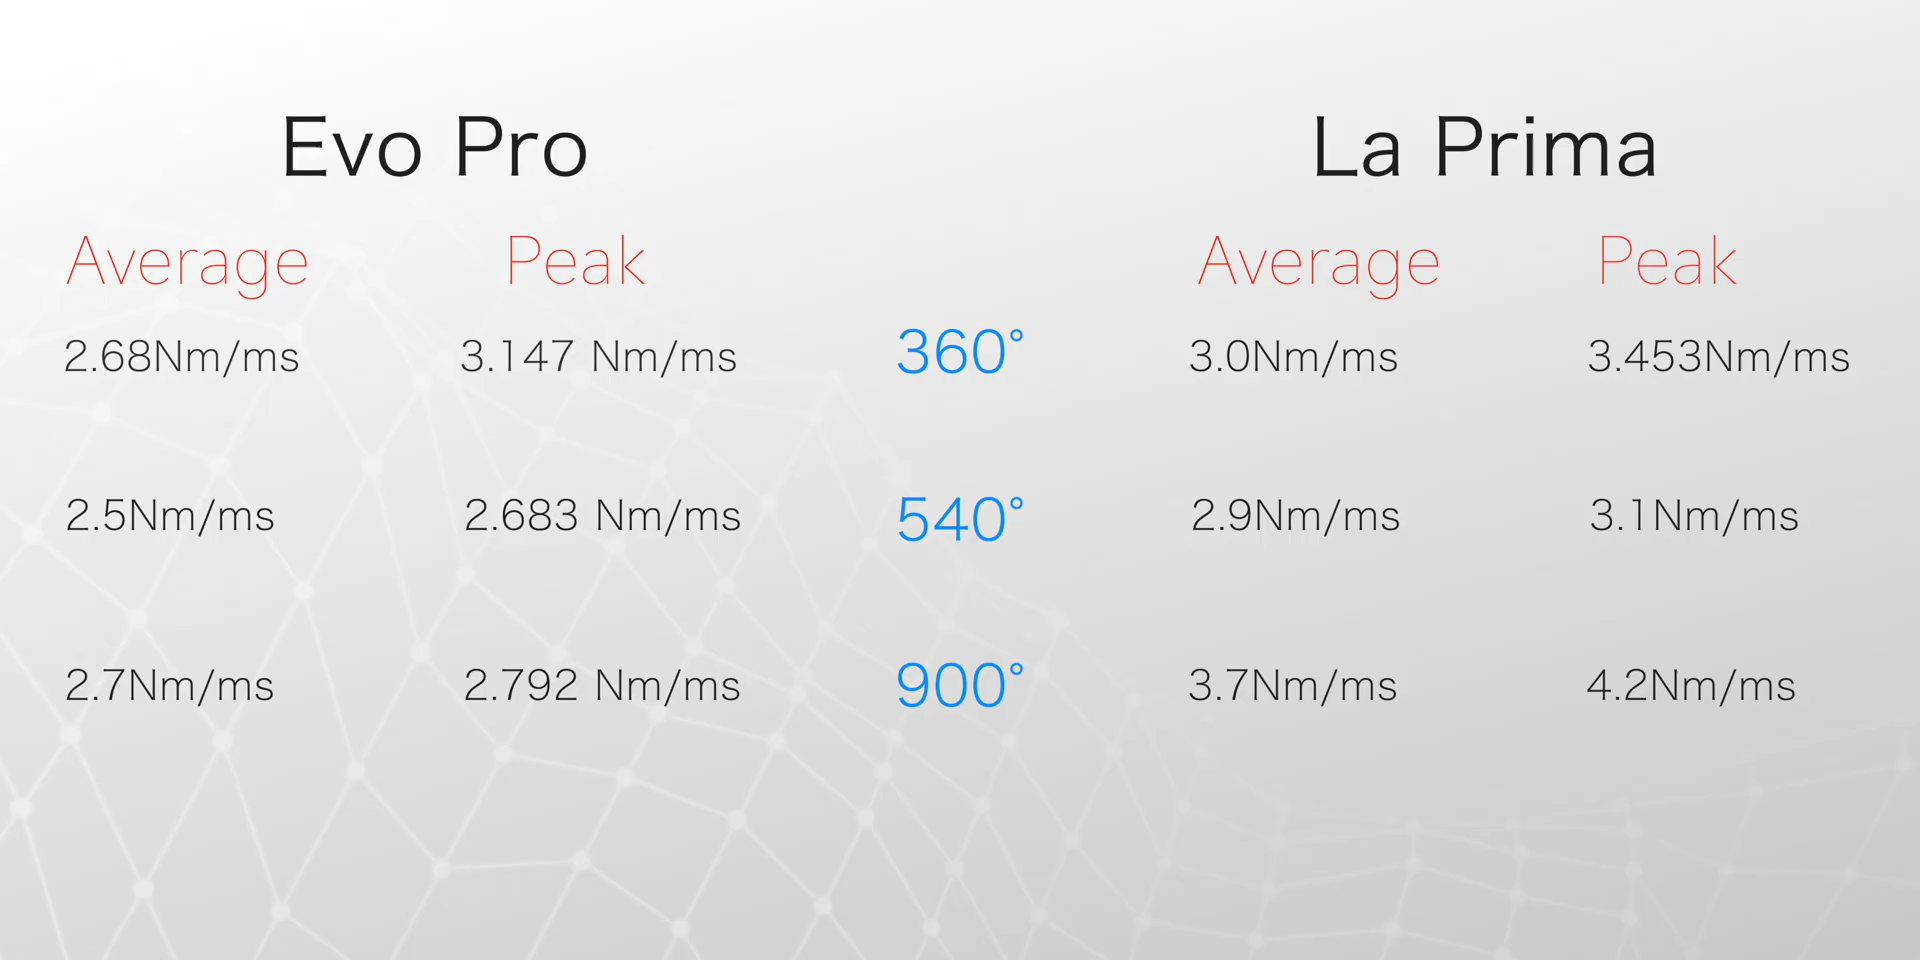 Evo Pro La Prima
Average Peak Average Peak
2.68Nm/ms 3.147 Nm/ms 360° 3.0Nm/ms 3.453Nm/ms
2.5Nm/ms 2.683 Nm/ms 540° 2.9Nm/ms 3.1Nm/ms
2.7Nm/ms 2.792 Nm/ms 900° 3.7Nm/ms 4.2Nm/ms